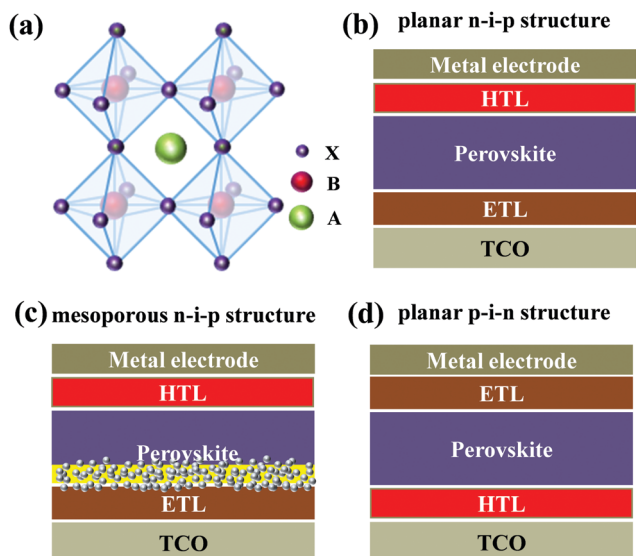 (a)
X
B
A
(b) planar n-i-p structure
Metal electrode
HTL
Perovskite
ETL
TCO
(c) mesoporous n-i-p structure
Metal electrode
HTL
Perovskite
ETL
TCO
(d) planar p-i-n structure
Metal electrode
ETL
Perovskite
HTL
TCO